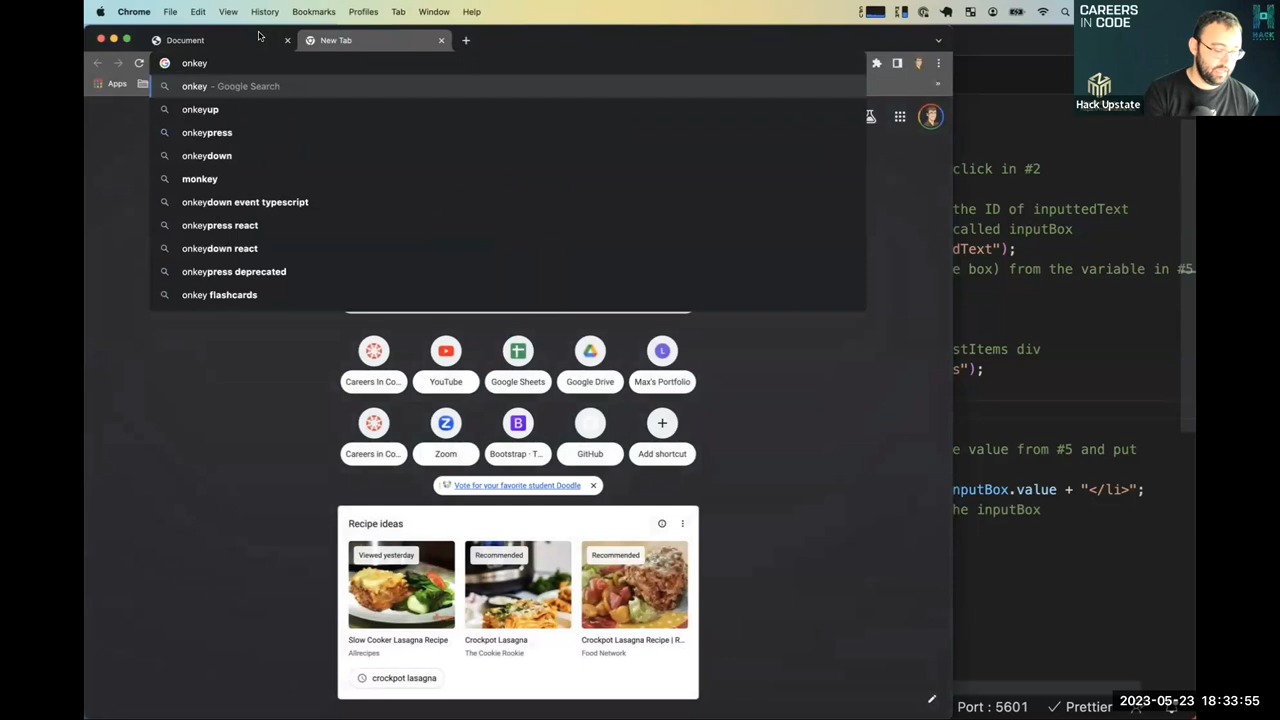 Chrome File Edit View History Bookmarks Profiles Tab Window Help
CAREERS
IN CODE
HACK
Hack Upstate
Document
New Tab
onkey
Apps
onkey - Google Search
onkeyup
onkeypress
onkeydown
monkey
onkeydown event typescript
onkeypress react
onkeydown react
onkeypress deprecated
onkey flashcards
click in #2
the ID of inputtedText
called inputBox
dText");
e box) from the variable in #5
stItems div
s");
e value from #5 and put
nputBox.value + "</li>";
he inputBox
L
Careers In Co... YouTube Google Sheets Google Drive Max's Portfolio
B
Careers in Co... Zoom Bootstrap · T... GitHub Add shortcut
Vote for your favorite student Doodle
Recipe ideas
Viewed yesterday Recommended Recommended
Slow Cooker Lasagna Recipe Crockpot Lasagna Crockpot Lasagna Recipe | R...
Allrecipes The Cookie Rookie Food Network
crockpot lasagna
Port : 5601 Prettier
2023-05-23 18:33:55